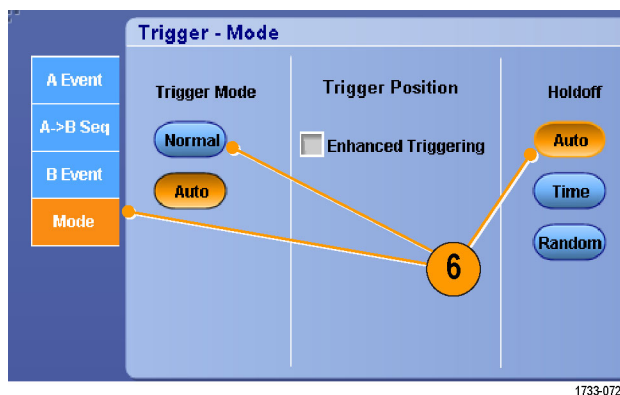 Trigger - Mode
A Event
A->B Seq
B Event
Mode
Trigger Mode
Normal
Auto
Trigger Position
Enhanced Triggering
Holdoff
Auto
Time
Random
6
1733-072